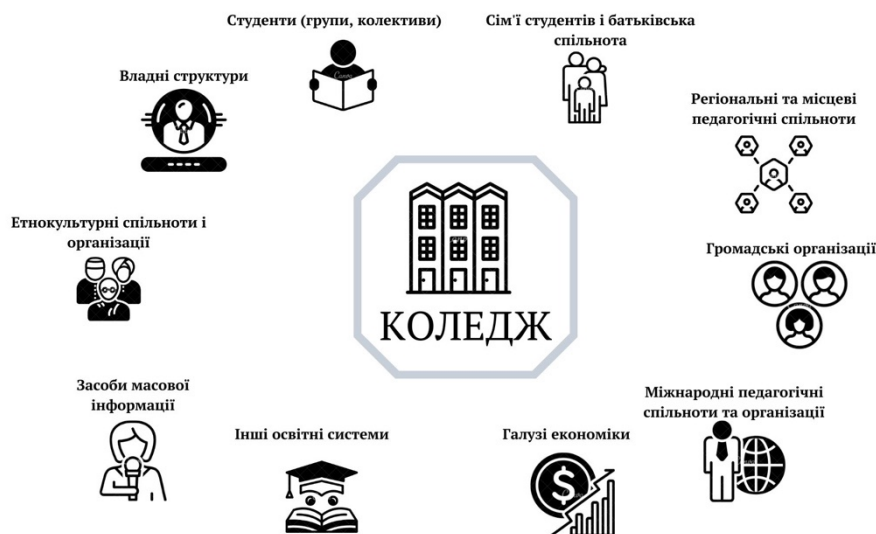 Студенти (групи, колективи)
Сім'ї студентів і батьківська
спільнота
Владні структури
Регіональні та місцеві
педагогічні спільноти
Етнокультурні спільноти і
організації
Громадські організації
КОЛЕДЖ
Засоби масової
інформації
Міжнародні педагогічні
спільноти та організації
Інші освітні системи
Галузі економіки